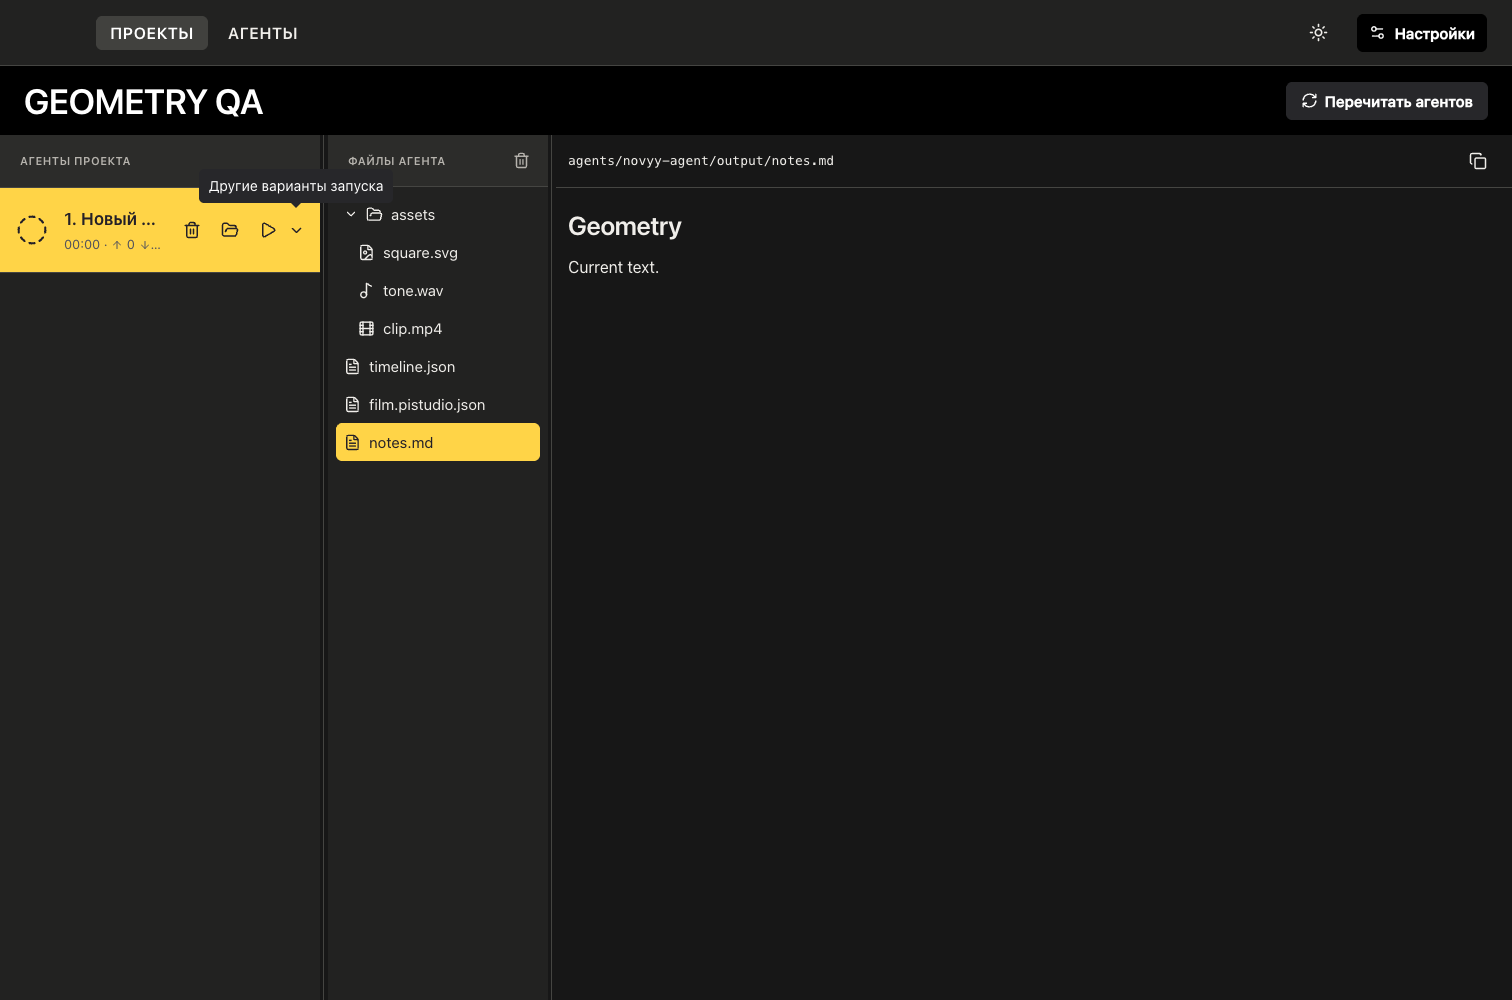 ПРОЕКТЫ
АГЕНТЫ
Настройки
GEOMETRY QA
Перечитать агентов
АГЕНТЫ ПРОЕКТА
ФАЙЛЫ АГЕНТА
agents/novyy-agent/output/notes.md
Другие варианты запуска
1. Новый ...
00:00 · ↑ 0 ↓...
assets
square.svg
tone.wav
clip.mp4
timeline.json
film.pistudio.json
notes.md
Geometry
Current text.